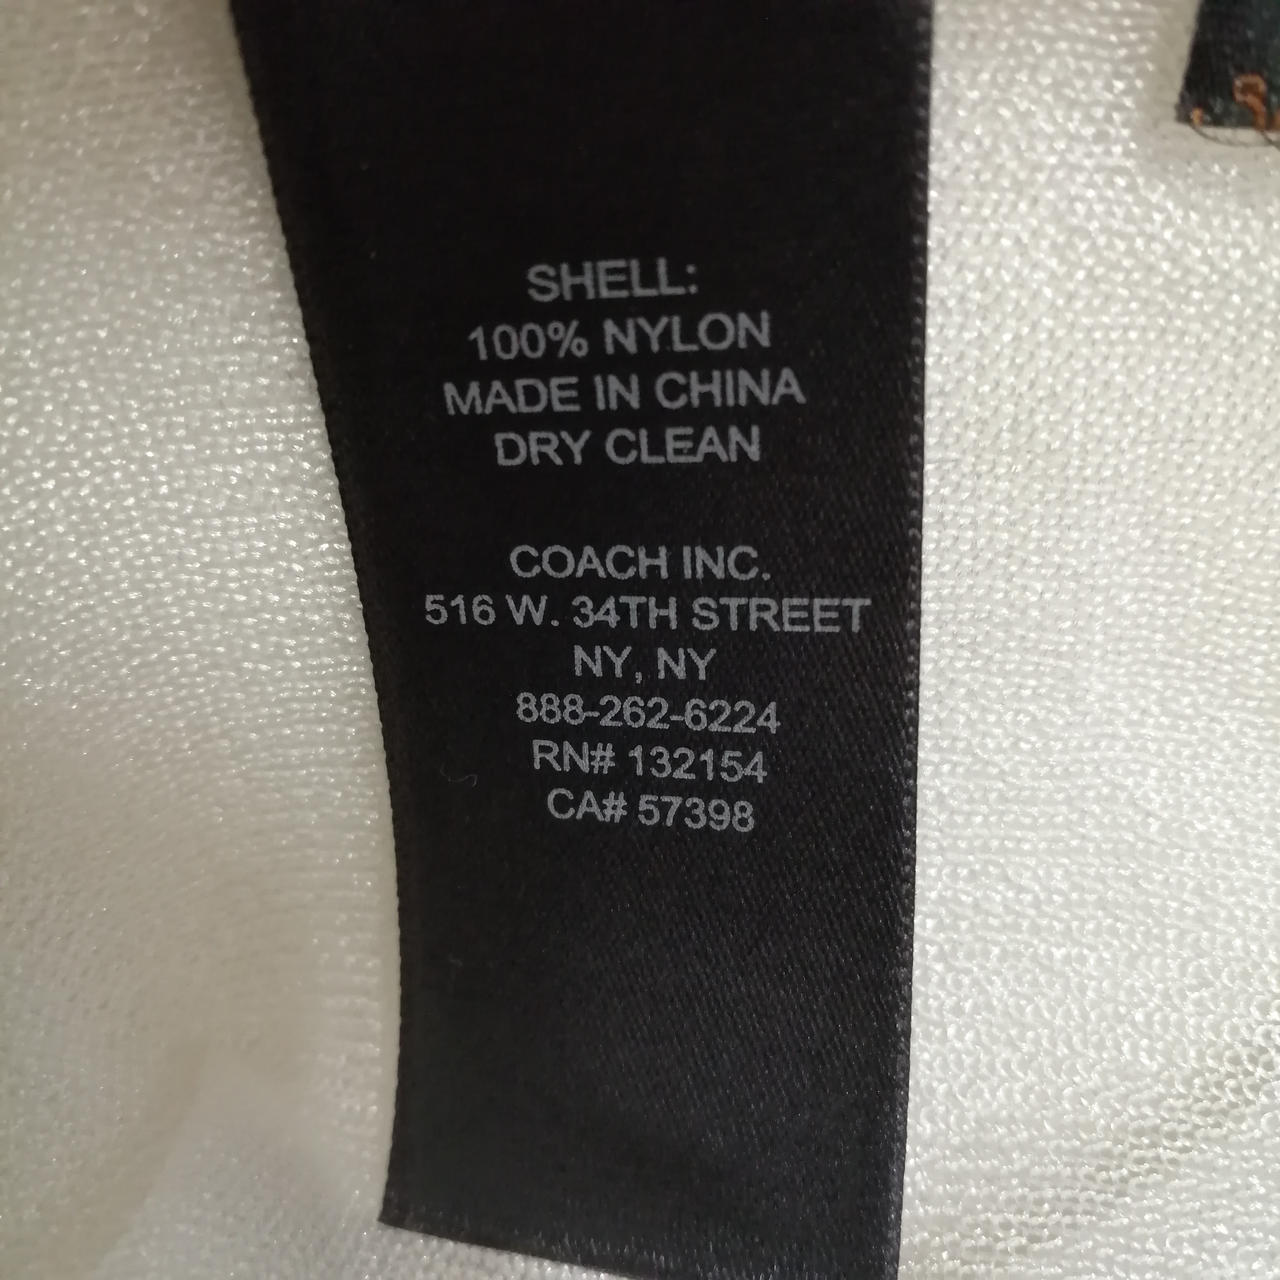 SHELL:
100% NYLON
MADE IN CHINA
DRY CLEAN
COACH INC.
516 W. 34TH STREET
NY, NY
888-262-6224
RN# 132154
CA# 57398